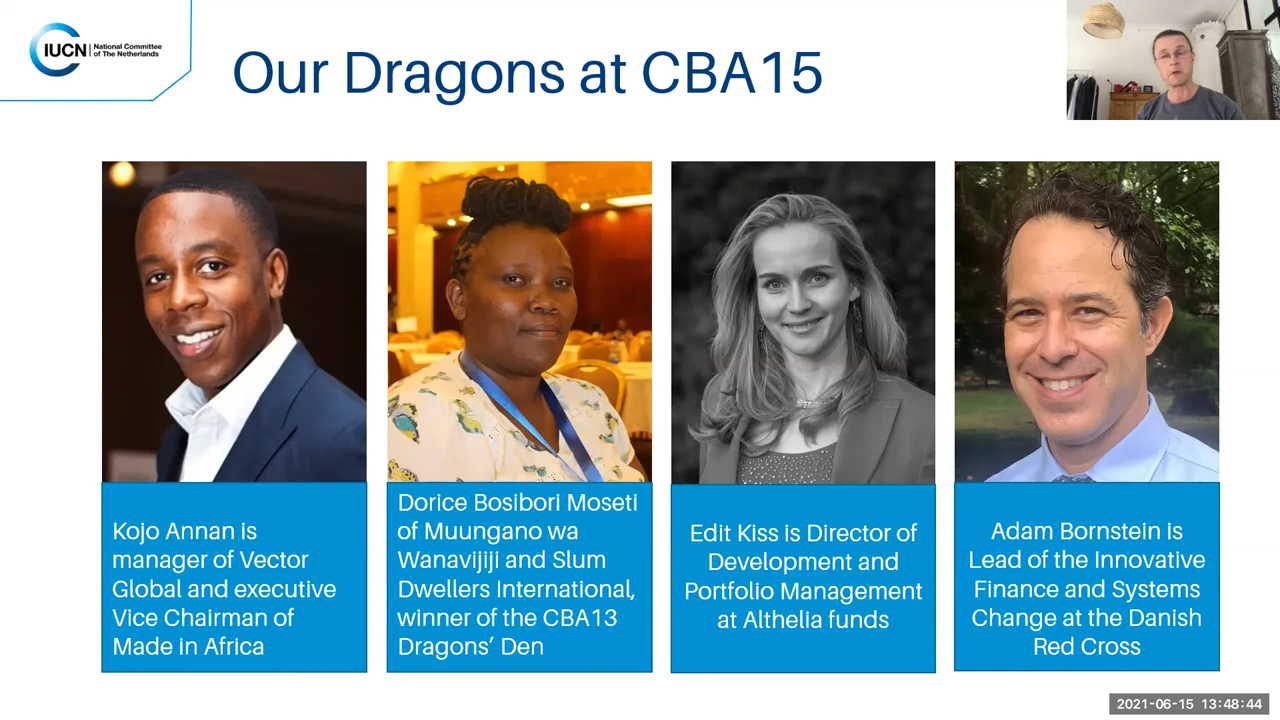 IUCN
National Committee
of The Netherlands
Our Dragons at CBA15
Kojo Annan is
manager of Vector
Global and executive
Vice Chairman of
Made in Africa
Dorice Bosibori Moseti
of Muungano wa
Wanavijiji and Slum
Dwellers International,
winner of the CBA13
Dragons’ Den
Edit Kiss is Director of
Development and
Portfolio Management
at Althelia funds
Adam Bornstein is
Lead of the Innovative
Finance and Systems
Change at the Danish
Red Cross
2021-06-15 13:48:44